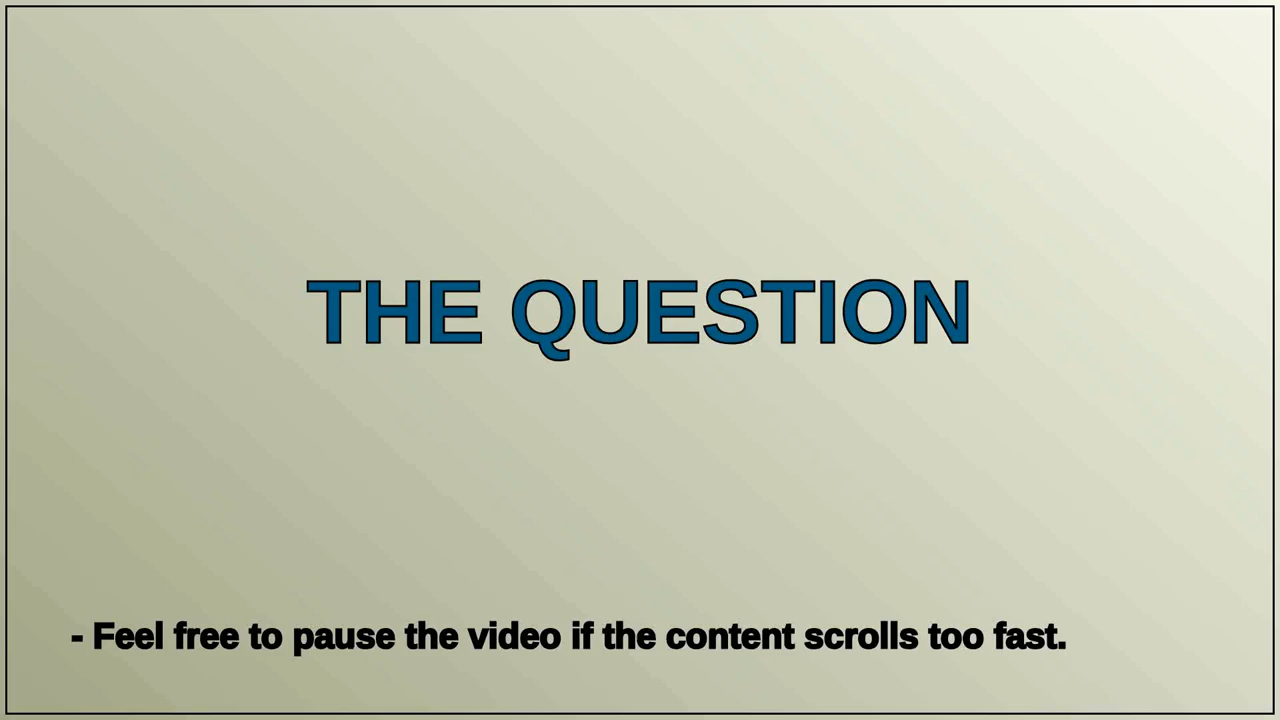 THE QUESTION
- Feel free to pause the video if the content scrolls too fast.